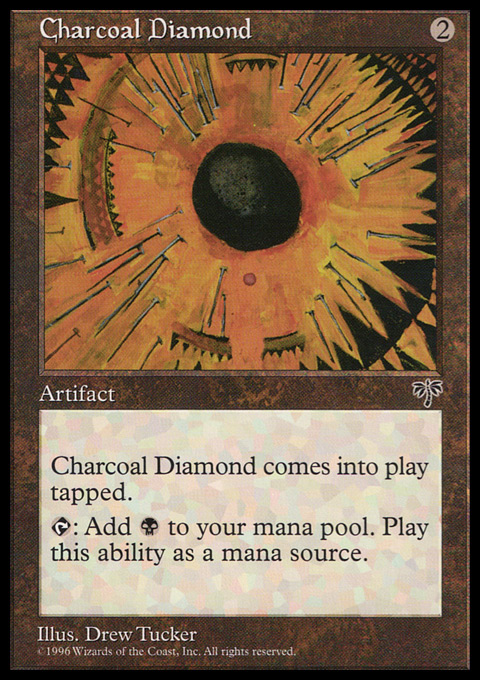 Charcoal Diamond 2
Artifact
Charcoal Diamond comes into play
tapped.
: Add to your mana pool. Play
this ability as a mana source.
Illus. Drew Tucker
©1996 Wizards of the Coast, Inc. All rights reserved.